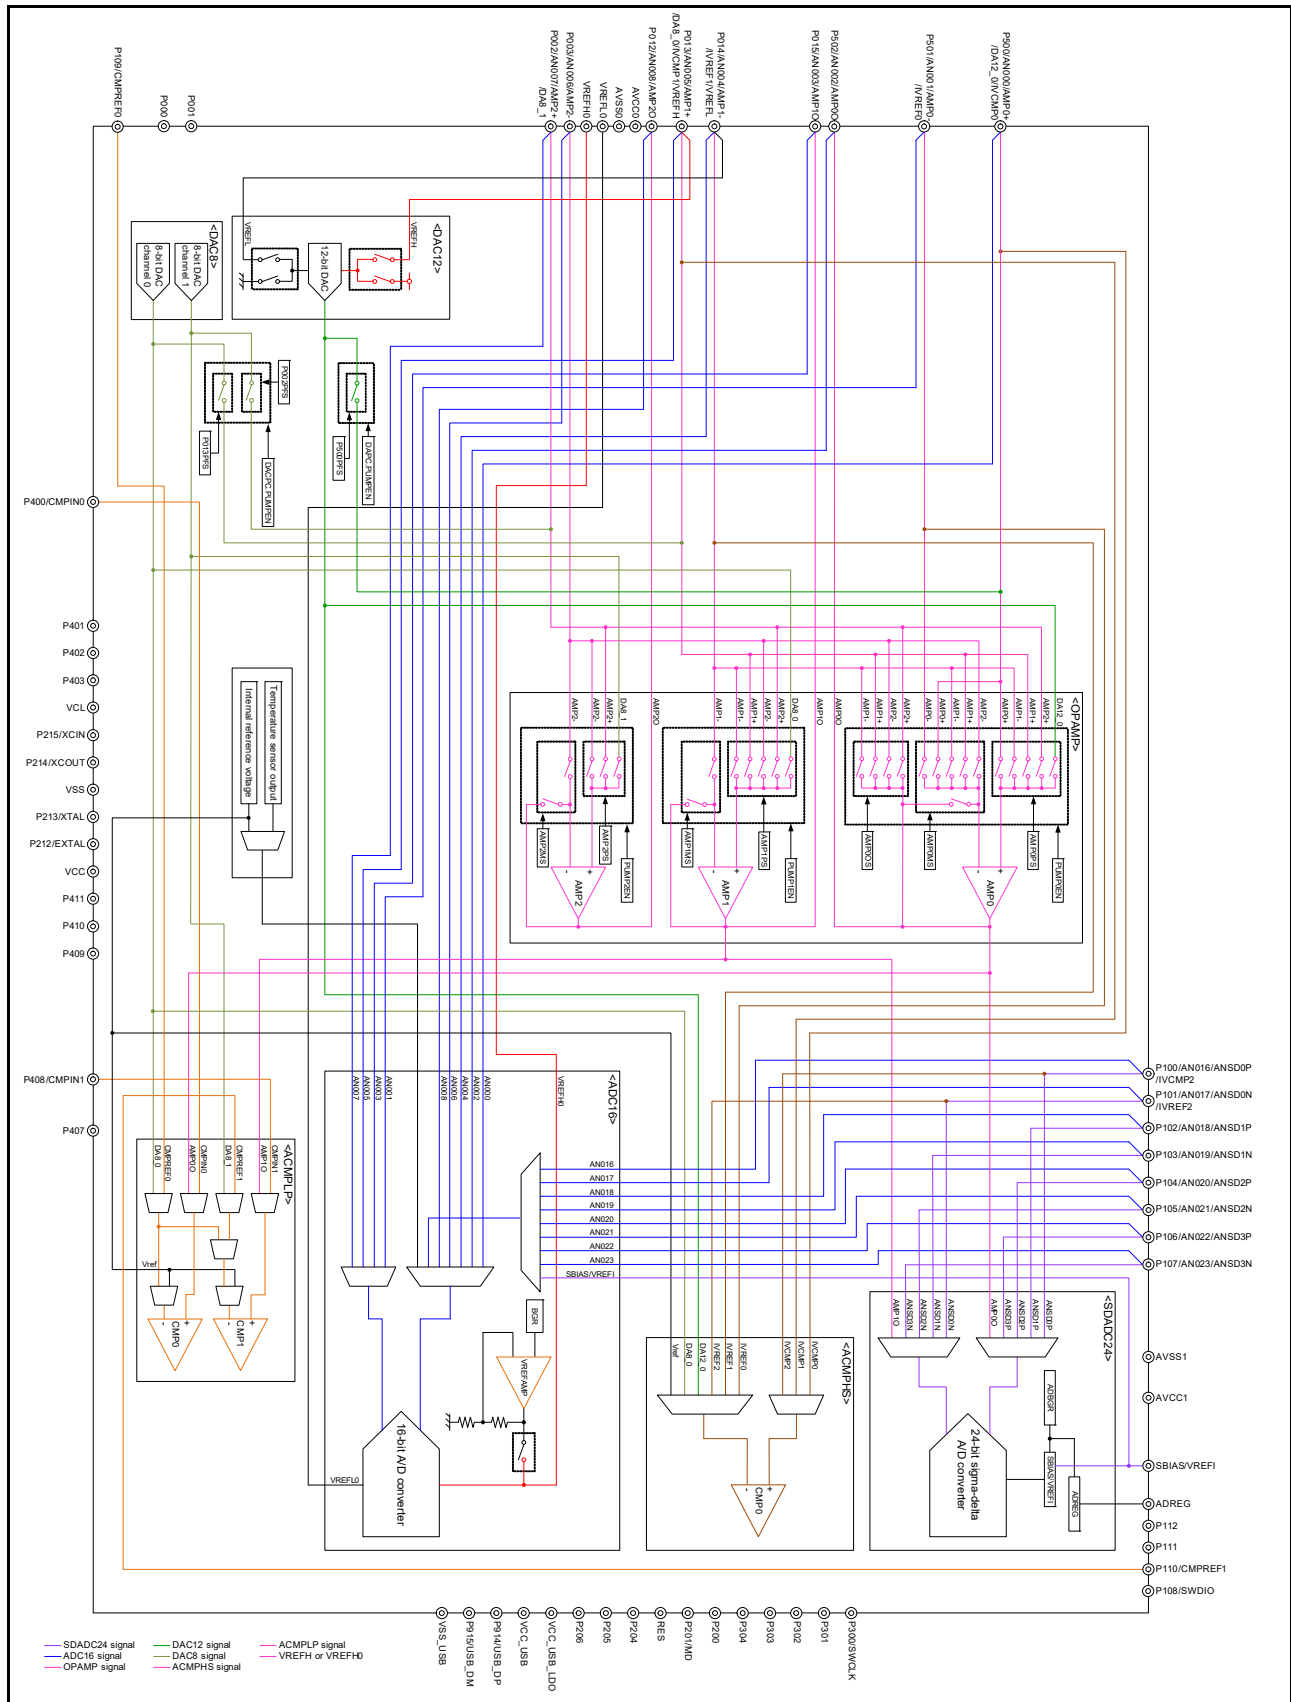 P109/CMPREF0
P000
P001
P002/AN007/AMP2+
/DA8_1
P003/AN006/AMP2-
VREFH0
VREFL0
AVSS0
AVCC0
P012/AN008/AMP2O
P013/AN005/AMP1+
/DA8_0/IVCMP1/VREFH
P014/AN004/AMP1-
/IVREF1/VREFL
P015/AN003/AMP1O
P502/AN002/AMP0O
P501/AN001/AMP0-
/IVREF0
P500/AN000/AMP0+
/DA12_0/IVCMP0
<DAC8>
8-bit DAC
channel 1
8-bit DAC
channel 0
<DAC12>
VREFL
VREFH
12-bit DAC
P002PFS
P013PFS
DACPC.PUMPEN
P500PFS
DAPC.PUMPEN
P400/CMPIN0
P401
P402
P403
VCL
P215/XCIN
P214/XCOUT
VSS
P213/XTAL
P212/EXTAL
VCC
P411
P410
P409
P408/CMPIN1
P407
Temperature sensor output
Internal reference voltage
<OPAMP>
AMP2-
AMP2-
AMP2+
DA8_1
AMP2O
AMP1-
AMP1-
AMP1+
AMP2-
AMP2+
DA8_0
AMP1O
AMP0O
AMP1-
AMP1+
AMP2-
AMP2+
AMP0-
AMP1-
AMP1+
AMP2-
AMP0+
AMP1-
AMP1+
AMP2+
DA12_0
AMP2MS
AMP2PS
PUMP2EN
AMP1MS
AMP1PS
PUMP1EN
AMP0OS
AMP0MS
AMP0PS
PUMP0EN
- +
AMP2
- +
AMP1
- +
AMP0
<ADC16>
AN007
AN005
AN003
AN001
AN008
AN006
AN004
AN002
AN000
VREFH0
AN016
AN017
AN018
AN019
AN020
AN021
AN022
AN023
SBIAS/VREFI
BGR
VREFAMP
16-bit A/D converter
VREFL0
<ACMPLP>
DA8_0
CMPREF0
AMP0O
CMPIN0
DA8_1
CMPREF1
AMP1O
CMPIN1
Vref
- +
CMP0
- +
CMP1
<ACMPHS>
Vref
DA8_0
DA12_0
IVREF2
IVREF1
IVREF0
IVCMP2
IVCMP1
IVCMP0
- +
CMP0
<SDADC24>
AMP1O
ANSD3N
ANSD2N
ANSD1N
ANSD0N
AMP0O
ANSD3P
ANSD2P
ANSD1P
ANSD0P
24-bit sigma-delta
A/D converter
ADBGR
SBIAS/VREFI
ADREG
P100/AN016/ANSD0P
/IVCMP2
P101/AN017/ANSD0N
/IVREF2
P102/AN018/ANSD1P
P103/AN019/ANSD1N
P104/AN020/ANSD2P
P105/AN021/ANSD2N
P106/AN022/ANSD3P
P107/AN023/ANSD3N
AVSS1
AVCC1
SBIAS/VREFI
ADREG
P112
P111
P110/CMPREF1
P108/SWDIO
VSS_USB
P915/USB_DM
P914/USB_DP
VCC_USB
VCC_USB_LDO
P206
P205
P204
RES
P201/MD
P200
P304
P303
P302
P301
P300/SWCLK
SDADC24 signal
ADC16 signal
OPAMP signal
DAC12 signal
DAC8 signal
ACMPHS signal
ACMPLP signal
VREFH or VREFH0